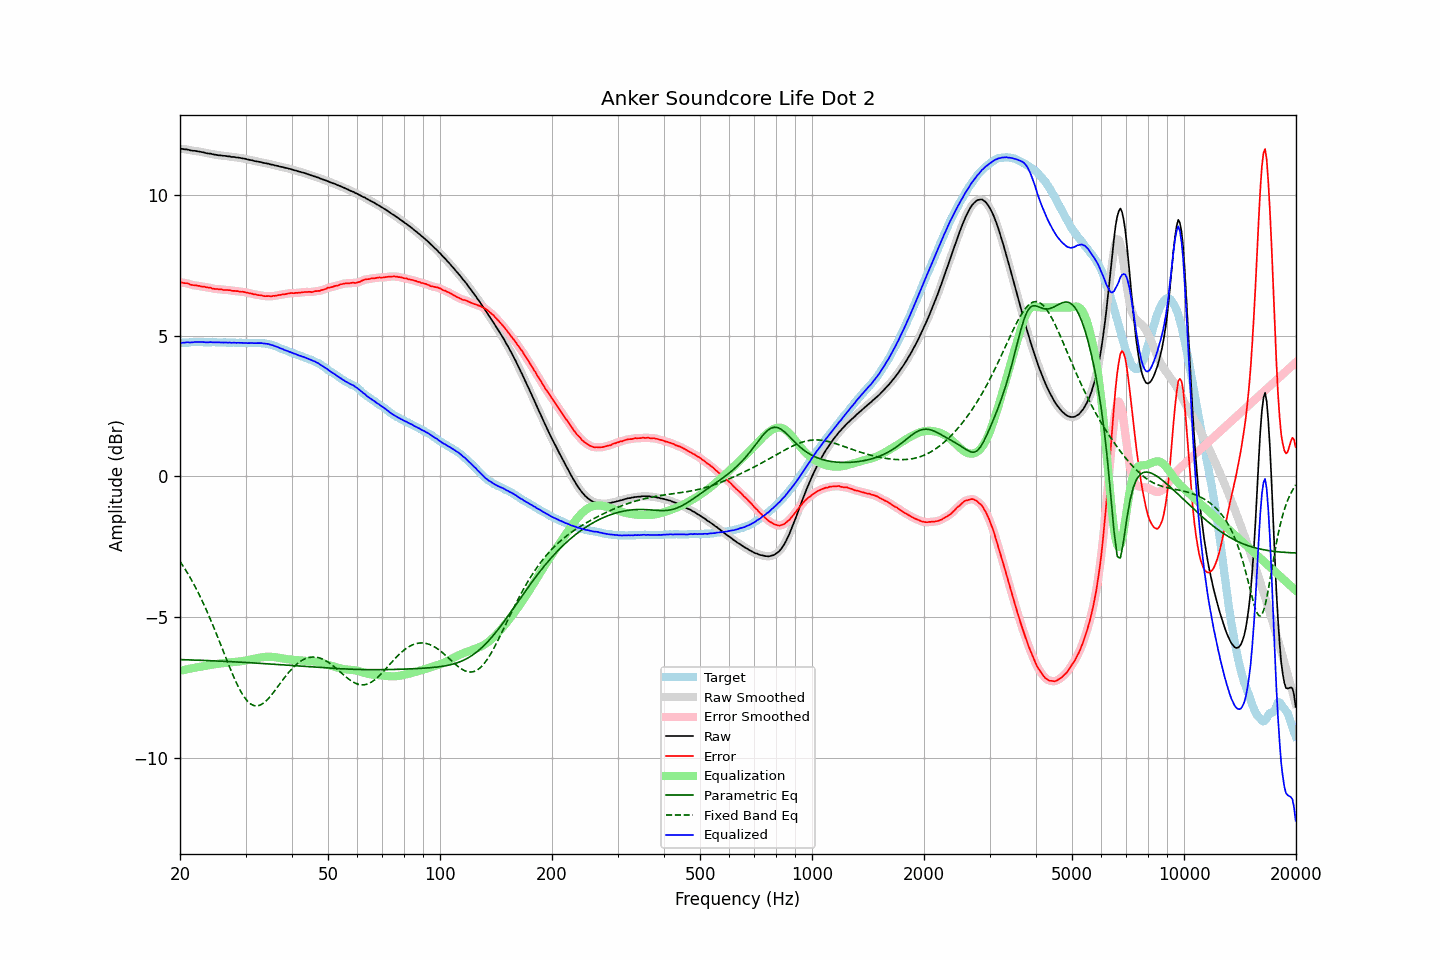 Anker Soundcore Life Dot 2
Amplitude (dBr)
10
5
0
−5
−10
Target
Raw Smoothed
Error Smoothed
Raw
Error
Equalization
Parametric Eq
Fixed Band Eq
Equalized
20 50 100 200 500 1000 2000 5000 10000 20000
Frequency (Hz)